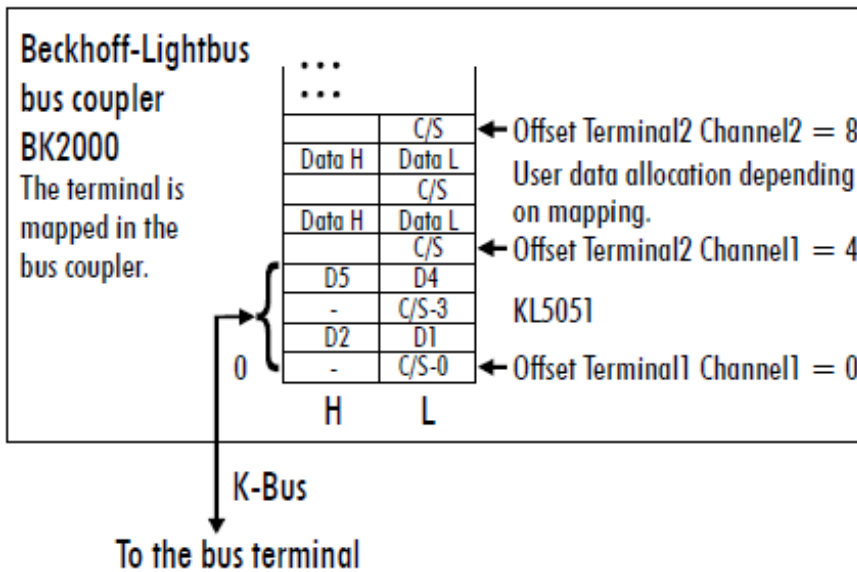 Beckhoff-Lightbus
bus coupler
BK2000
The terminal is
mapped in the
bus coupler.
...
...
C/S
Data H Data L
C/S
Data H Data L
C/S
D5 D4
- C/S-3
D2 D1
0 - C/S-0
H L
Offset Terminal2 Channel2 = 8
User data allocation depending
on mapping.
Offset Terminal2 Channel1 = 4
KL5051
Offset Terminal1 Channel1 = 0
K-Bus
To the bus terminal